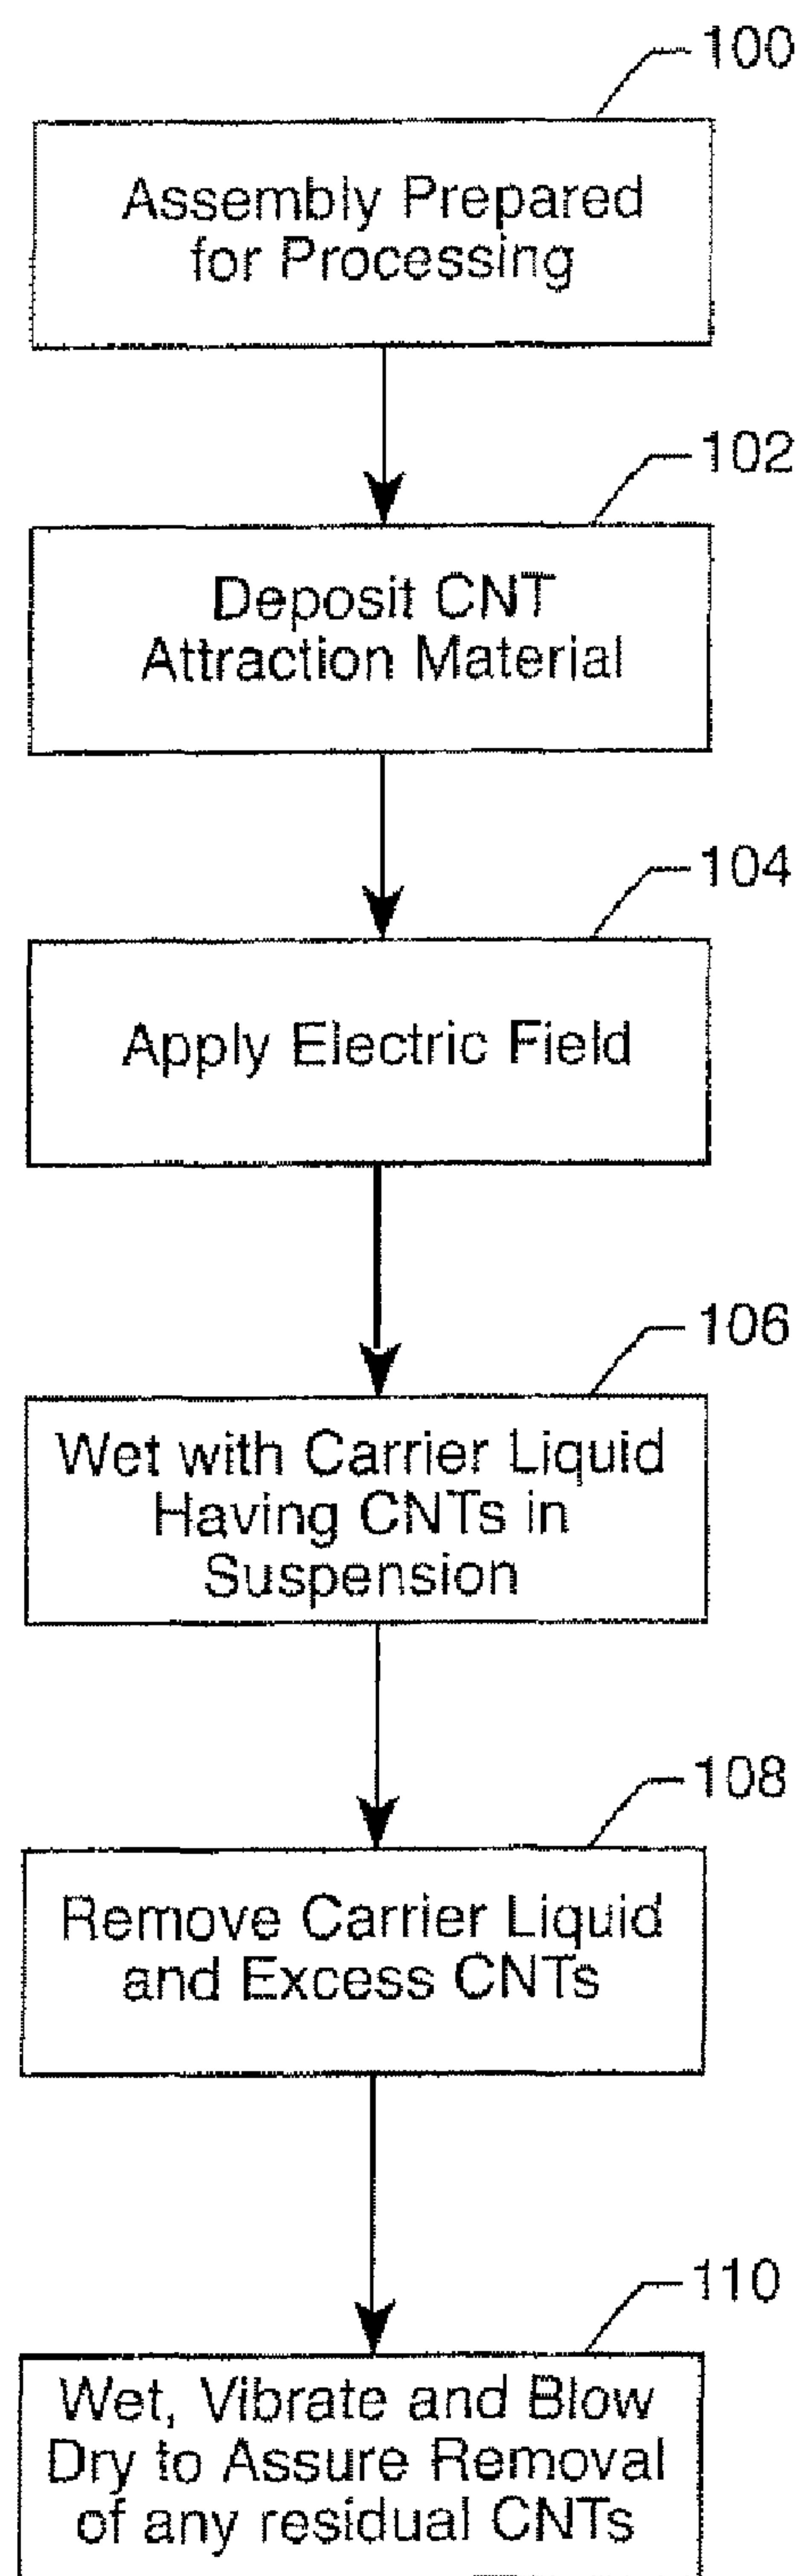 100
Assembly Prepared
for Processing
102
Deposit CNT
Attraction Material
104
Apply Electric Field
106
Wet with Carrier Liquid
Having CNTs in
Suspension
108
Remove Carrier Liquid
and Excess CNTs
110
Wet, Vibrate and Blow
Dry to Assure Removal
of any residual CNTs